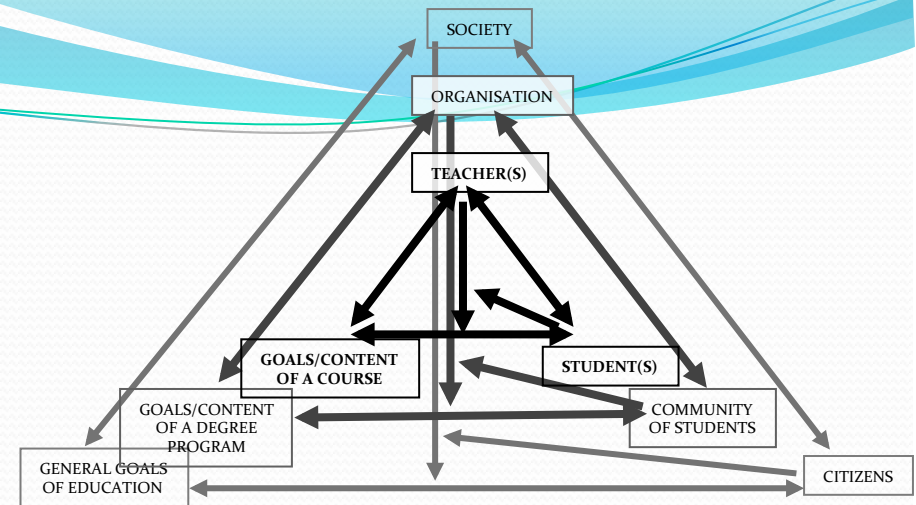 SOCIETY
ORGANISATION
TEACHER(S)
GOALS/CONTENT
OF A COURSE
STUDENT(S)
GOALS/CONTENT
OF A DEGREE
PROGRAM
COMMUNITY
OF STUDENTS
GENERAL GOALS
OF EDUCATION
CITIZENS